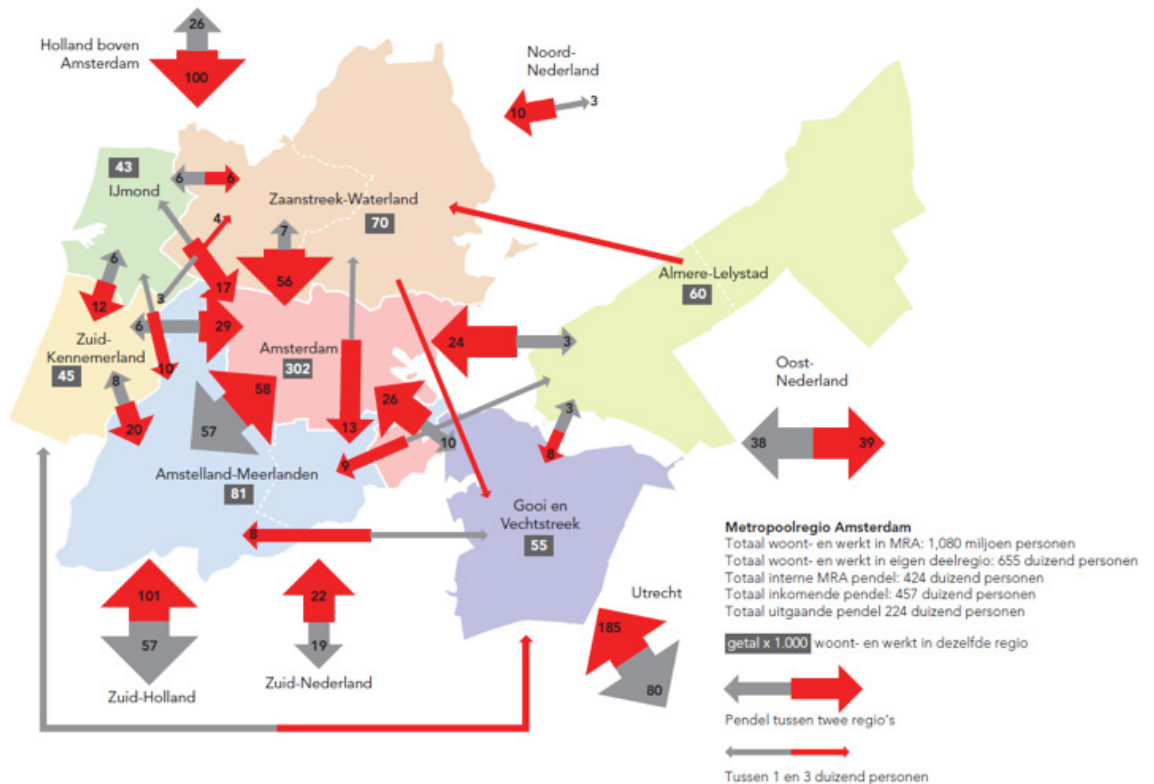 26
Holland boven
Amsterdam
100
Noord-
Nederland
10
3
43
IJmond
6
6
Zaanstreek-Waterland
70
4
7
56
6
17
12
3
Almere-Lelystad
60
6
29
Zuid-
Kennemerland
45
Amsterdam
302
24
3
10
8
58
26
3
Oost-
Nederland
20
57
13
10
38
39
9
8
Amstelland-Meerlanden
81
Gooi en
Vechtstreek
55
8
Metropoolregio Amsterdam
Totaal woont- en werkt in MRA: 1,080 miljoen personen
Totaal woont- en werkt in eigen deelregio: 655 duizend personen
Totaal interne MRA pendel: 424 duizend personen
Totaal inkomende pendel: 457 duizend personen
Totaal uitgaande pendel 224 duizend personen
101
22
Utrecht
185
57
19
getal x 1.000 woont- en werkt in dezelfde regio
80
Zuid-Holland
Zuid-Nederland
Pendel tussen twee regio's
Tussen 1 en 3 duizend personen